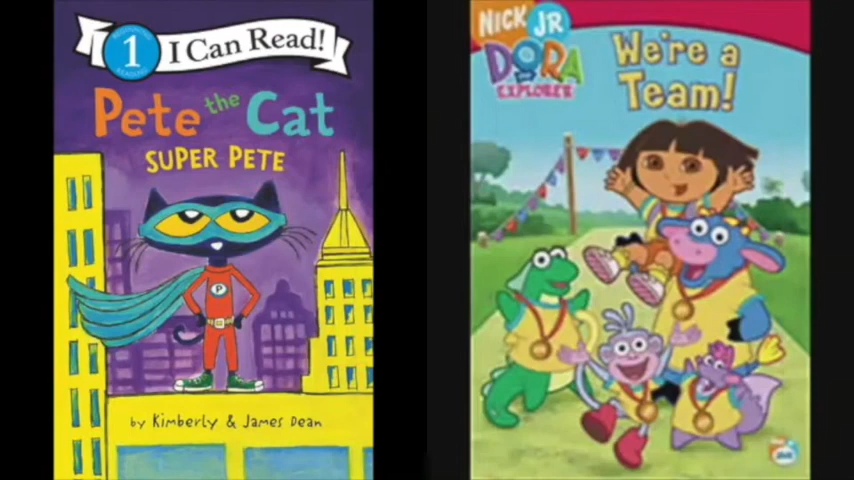 1
I Can Read!
Pete the Cat
SUPER PETE
P
by Kimberly & James Dean
NICK JR
DORA
the
EXPLORER
We're a
Team!